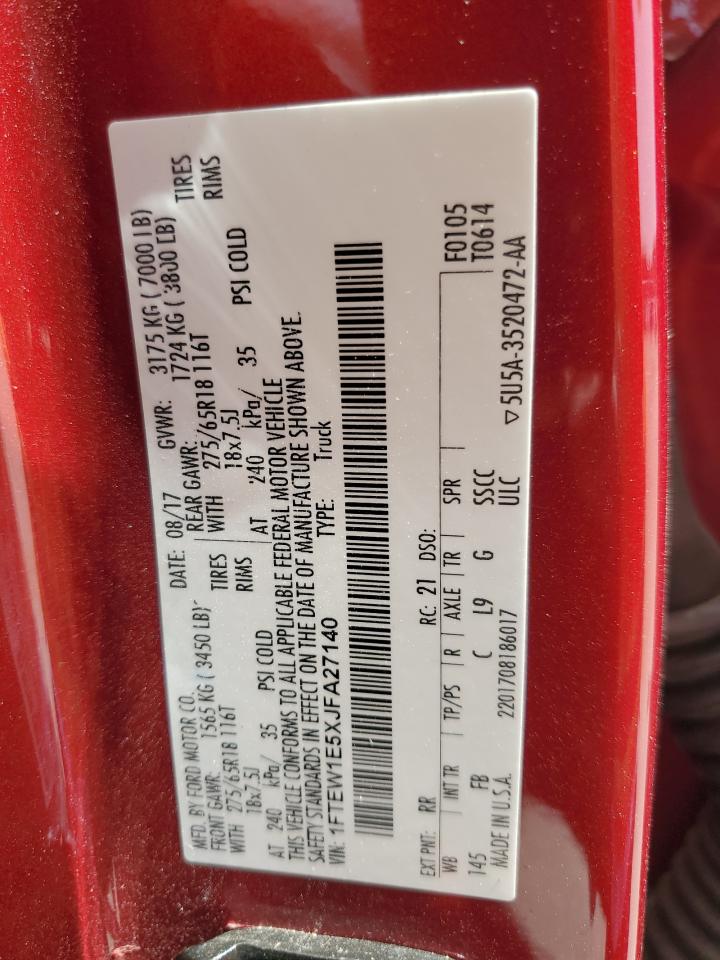 MFD. BY FORD MOTOR CO.
DATE: 08/17 GVWR: 3175 KG ( 7000 LB)
FRONT GAWR: 1565 KG ( 3450 LB)
REAR GAWR: 1724 KG ( 3800 LB)
WITH 275/65R18 116T TIRES
WITH 275/65R18 116T TIRES
18x7.5J RIMS
18x7.5J RIMS
AT 240 kPa/ 35 PSI COLD
AT 240 kPa/ 35 PSI COLD
THIS VEHICLE CONFORMS TO ALL APPLICABLE FEDERAL MOTOR VEHICLE
SAFETY STANDARDS IN EFFECT ON THE DATE OF MANUFACTURE SHOWN ABOVE.
VIN: 1FTEW1E5XJFA27140 TYPE: Truck
F0105
EXT PNT: RR RC: 21 DSO: T0614
WB INT TR TP/PS R AXLE TR SPR
145 FB C L9 G SSCC
ULC
MADE IN U.S.A. 2201708186017 ▽5U5A-3520472-AA